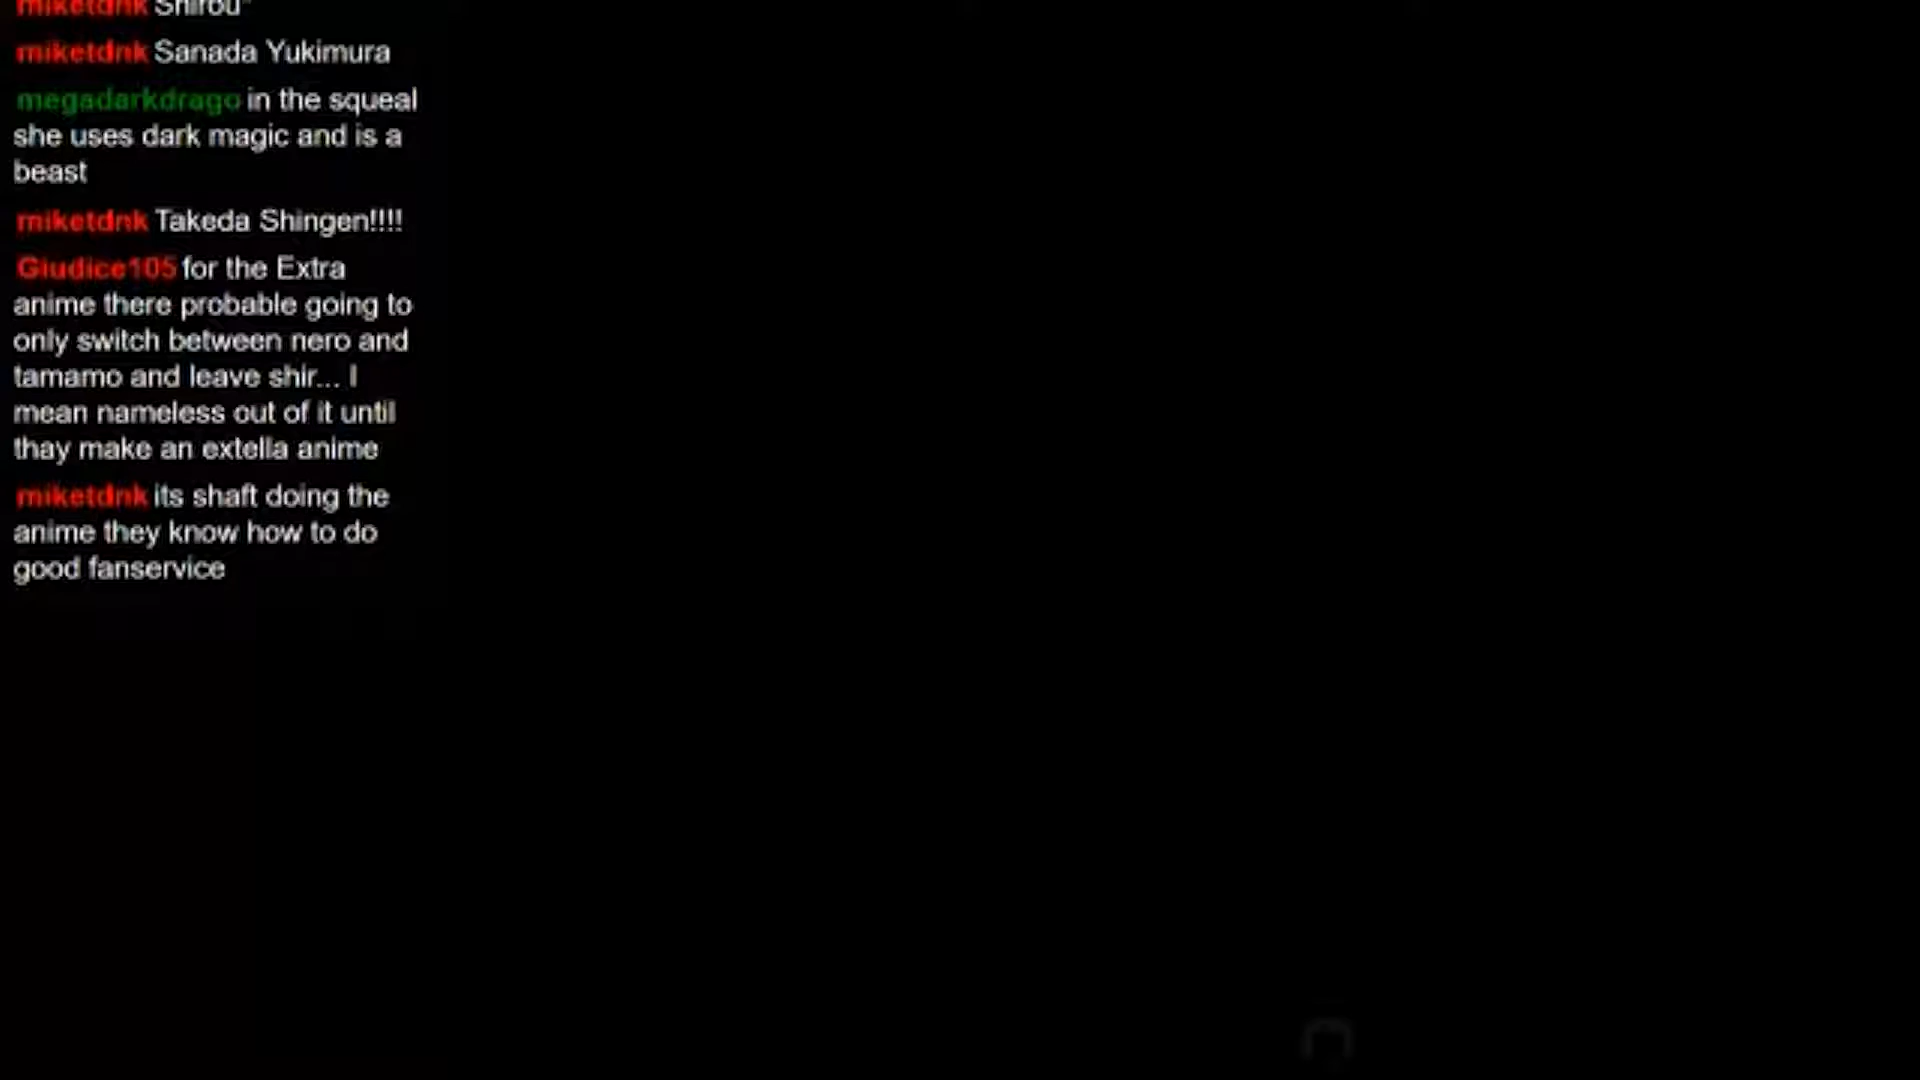 miketdnk Shirou*
miketdnk Sanada Yukimura
megadarkdrago in the squeal
she uses dark magic and is a
beast
miketdnk Takeda Shingen!!!!
Giudice105 for the Extra
anime there probable going to
only switch between nero and
tamamo and leave shir... I
mean nameless out of it until
thay make an extella anime
miketdnk its shaft doing the
anime they know how to do
good fanservice